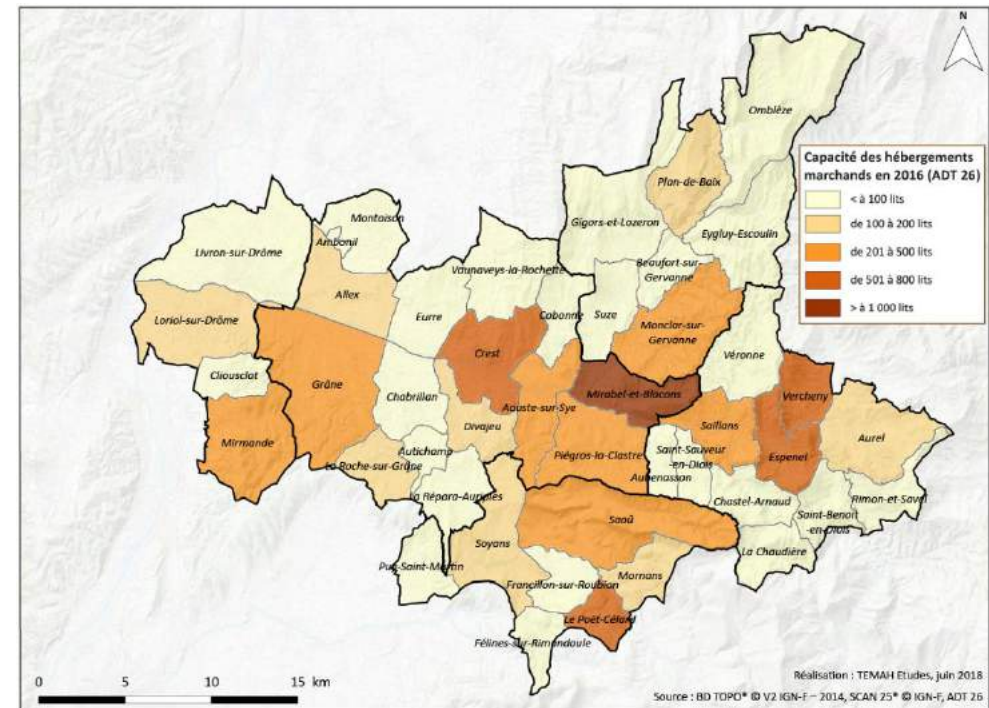 N
Omblèze
Capacité des hébergements
marchands en 2016 (ADT 26)
< à 100 lits
de 100 à 200 lits
de 201 à 500 lits
de 501 à 800 lits
> à 1 000 lits
Plan-de-Baix
Gigors-et-Lozeron
Eygluy-Escoulin
Montoison
Ambonil
Livron-sur-Drôme
Vaunaveys-la-Rochette
Beaufort-sur-
Gervanne
Allex
Loriol-sur-Drôme
Eurre
Cobonne
Suze
Monclar-sur-
Gervanne
Crest
Véronne
Cliousclat
Grâne
Chabrillan
Mirabel-et-Blacons
Vercheny
Aouste-sur-Sye
Divajeu
Saillans
Mirmande
Aurel
Autichamp
Piégros-la-Clastre
Saint-Sauveur
-en-Diois
Espenel
La Roche-sur-Grâne
Aubenasson
La Répara-Auriples
Chastel-Arnaud
Rimon-et-Savel
Saint-Benoit
-en-Diois
Saoû
Soyans
La Chaudière
Puy-Saint-Martin
Francillon-sur-Roubion
Mornans
Le Poët-Célard
Félines-sur-Rimandoule
0 5 10 15 km
Réalisation : TEMAH Etudes, juin 2018
Source : BD TOPO® © V2 IGN-F – 2014, SCAN 25® © IGN-F, ADT 26